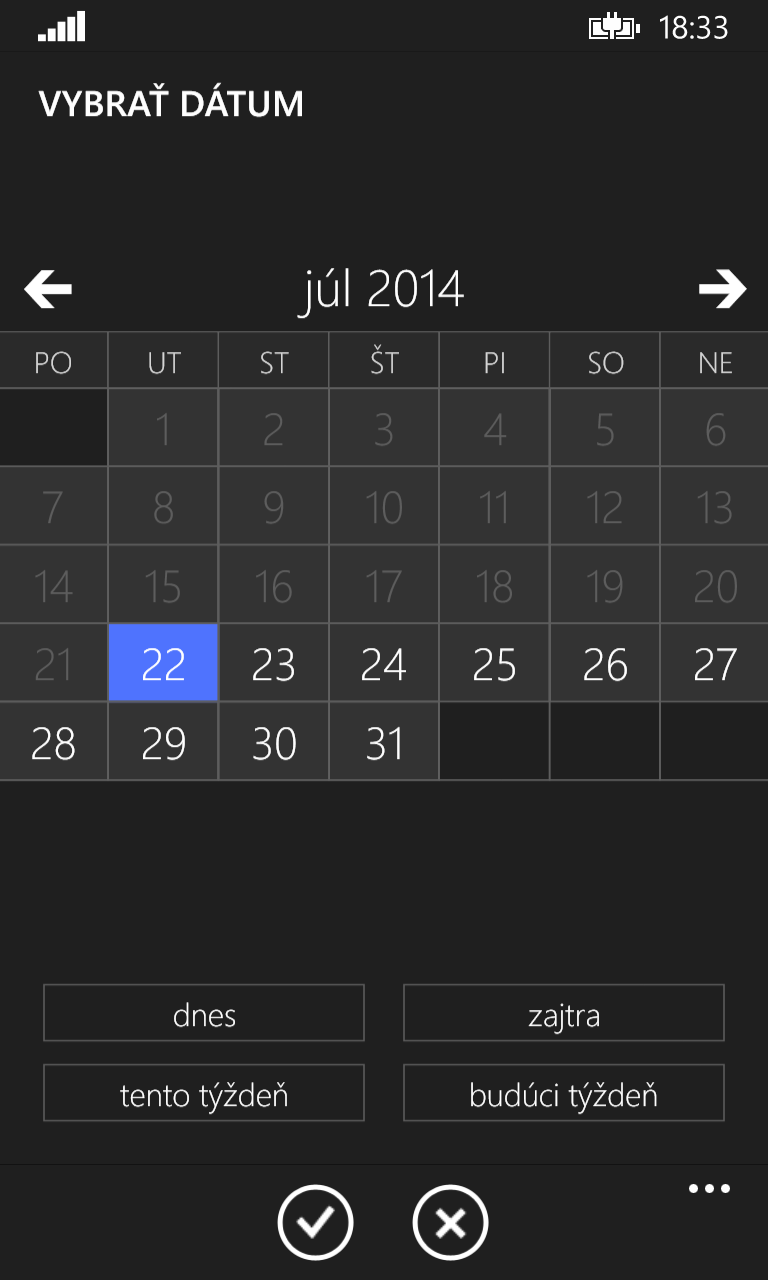 18:33
VYBRAŤ DÁTUM
júl 2014
PO UT ST ŠT PI SO NE
1 2 3 4 5 6
7 8 9 10 11 12 13
14 15 16 17 18 19 20
21 22 23 24 25 26 27
28 29 30 31
dnes zajtra
tento týždeň budúci týždeň